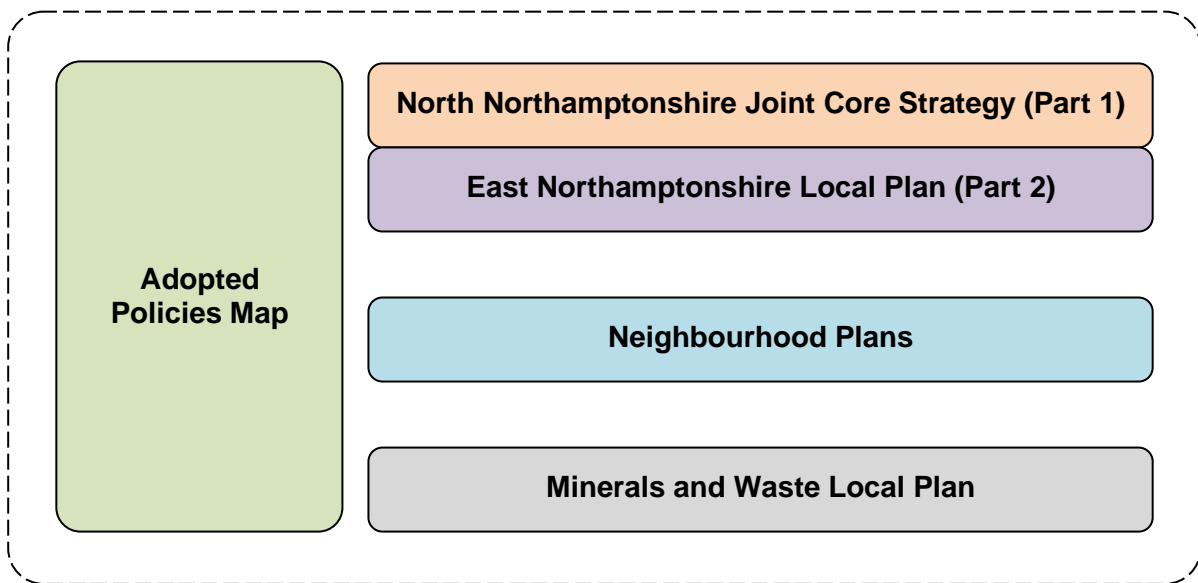 Adopted
Policies Map
North Northamptonshire Joint Core Strategy (Part 1)
East Northamptonshire Local Plan (Part 2)
Neighbourhood Plans
Minerals and Waste Local Plan